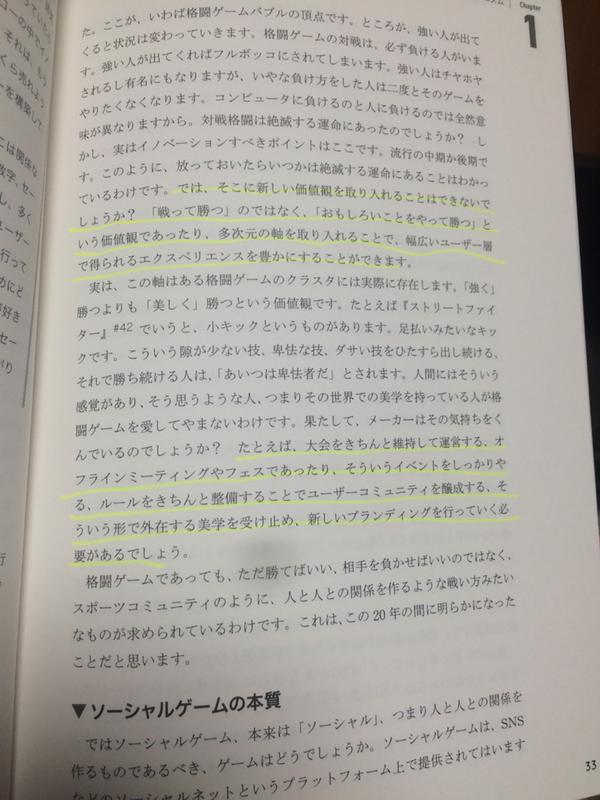 Chapter
1
た。ここが、いわば格闘ゲームバブルの頂点です。ところが、強い人が出て
くると状況は変わっていきます。格闘ゲームの対戦は、必ず負ける人がいま
す。強い人が出てくればフルボッコにされてしまいます。強い人はチャホヤ
されるし有名にもなりますが、いやな負け方をした人は二度とそのゲームを
やりたくなくなります。コンピュータに負けるのと人に負けるのでは全然意
味が異なりますから。対戦格闘は絶滅する運命にあったのでしょうか? し
かし、実はイノベーションすべきポイントはここです。流行の中期か後期で
す。このように、放っておいたらいつかは絶滅する運命にあることはわかっ
ているわけです。では、そこに新しい価値観を取り入れることはできないで
しょうか? 「戦って勝つ」のではなく、「おもしろいことをやって勝つ」と
いう価値観であったり、多次元の軸を取り入れることで、幅広いユーザー層
で得られるエクスペリエンスを豊かにすることができます。
実は、この軸はある格闘ゲームのクラスタには実際に存在します。「強く」
勝つよりも「美しく」勝つという価値観です。たとえば『ストリートファイ
ター』#42 でいうと、小キックというものがあります。足払いみたいなキッ
クです。こういう隙が少ない技、卑怯な技、ダサい技をひたすら出し続ける、
それで勝ち続ける人は、「あいつは卑怯者だ」とされます。人間にはそういう
感覚があり、そう思うような人、つまりその世界での美学を持っている人が格
闘ゲームを愛してやまないわけです。果たして、メーカーはその気持ちをく
んでいるのでしょうか? たとえば、大会をきちんと維持して運営する、オ
フラインミーティングやフェスであったり、そういうイベントをしっかりや
る、ルールをきちんと整備することでユーザーコミュニティを醸成する、そ
ういう形で外在する美学を受け止め、新しいブランディングを行っていく必
要があるでしょう。
格闘ゲームであっても、ただ勝てばいい、相手を負かせばいいのではなく、
スポーツコミュニティのように、人と人との関係を作るような戦い方みたい
なものが求められているわけです。これは、この20年の間に明らかになった
ことだと思います。
▼ソーシャルゲームの本質
ではソーシャルゲーム、本来は「ソーシャル」、つまり人と人との関係を
作るものであるべき、ゲームはどうでしょうか。ソーシャルゲームは、SNS
などのソーシャルネットというプラットフォーム上で提供されてはいます
33